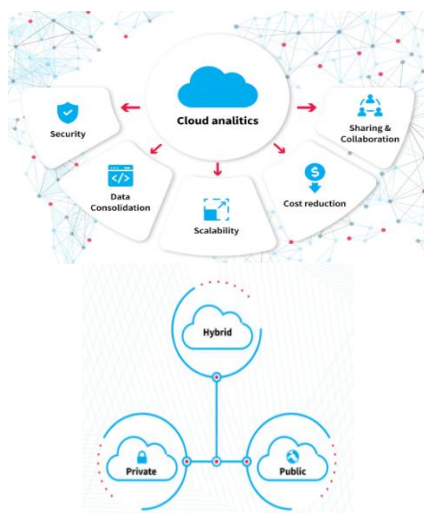 Cloud analitics
Security
Sharing &
Collaboration
Data
Consolidation
Cost reduction
Scalability
Hybrid
Private
Public